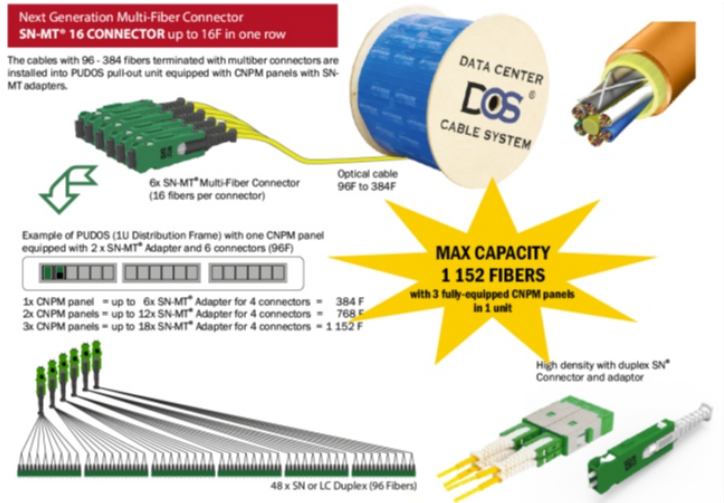 Next Generation Multi-Fiber Connector
SN-MT® 16 CONNECTOR up to 16F in one row
The cables with 96 - 384 fibers terminated with multiber connectors are
installed into PUDOS pull-out unit equipped with CNPM panels with SN-
MT adapters.
DATA CENTER
DOS®
CABLE SYSTEM
6x SN-MT® Multi-Fiber Connector
(16 fibers per connector)
Optical cable
96F to 384F
Example of PUDOS (1U Distribution Frame) with one CNPM panel
equipped with 2 x SN-MT® Adapter and 6 connectors (96F)
1x CNPM panel = up to 6x SN-MT® Adapter for 4 connectors = 384 F
2x CNPM panels = up to 12x SN-MT® Adapter for 4 connectors = 768 F
3x CNPM panels = up to 18x SN-MT® Adapter for 4 connectors = 1 152 F
MAX CAPACITY
1 152 FIBERS
with 3 fully-equipped CNPM panels
in 1 unit
High density with duplex SN®
Connector and adaptor
48 x SN or LC Duplex (96 Fibers)